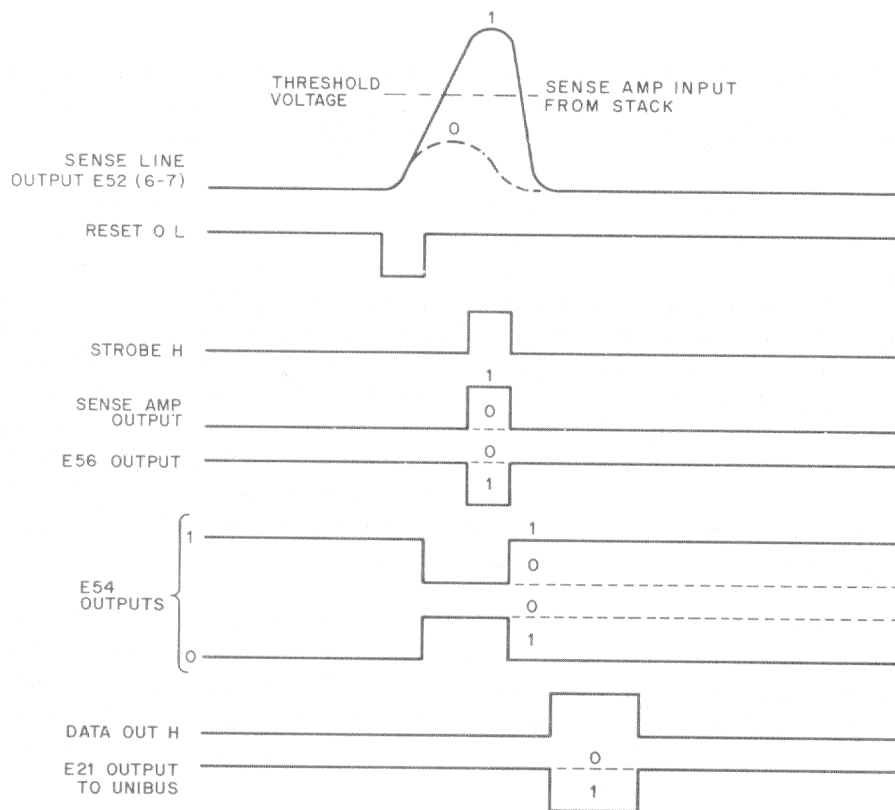 1
THRESHOLD
VOLTAGE
SENSE AMP INPUT
FROM STACK
0
SENSE LINE
OUTPUT E52 (6-7)
RESET 0 L
STROBE H
1
SENSE AMP
OUTPUT
0
E56 OUTPUT
0
1
1
1
0
E54
OUTPUTS
0
0
1
DATA OUT H
E21 OUTPUT
TO UNIBUS
0
1